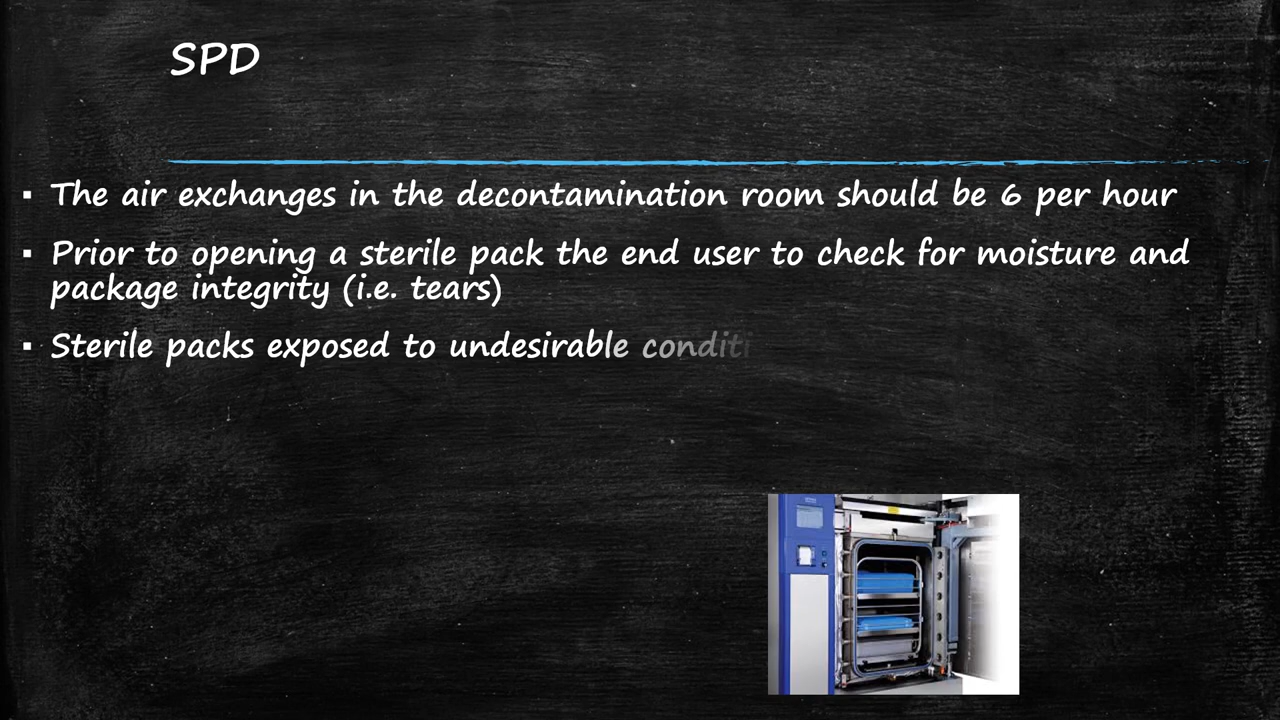 SPD
▪ The air exchanges in the decontamination room should be 6 per hour
▪ Prior to opening a sterile pack the end user to check for moisture and
package integrity (i.e. tears)
▪ Sterile packs exposed to undesirable conditi